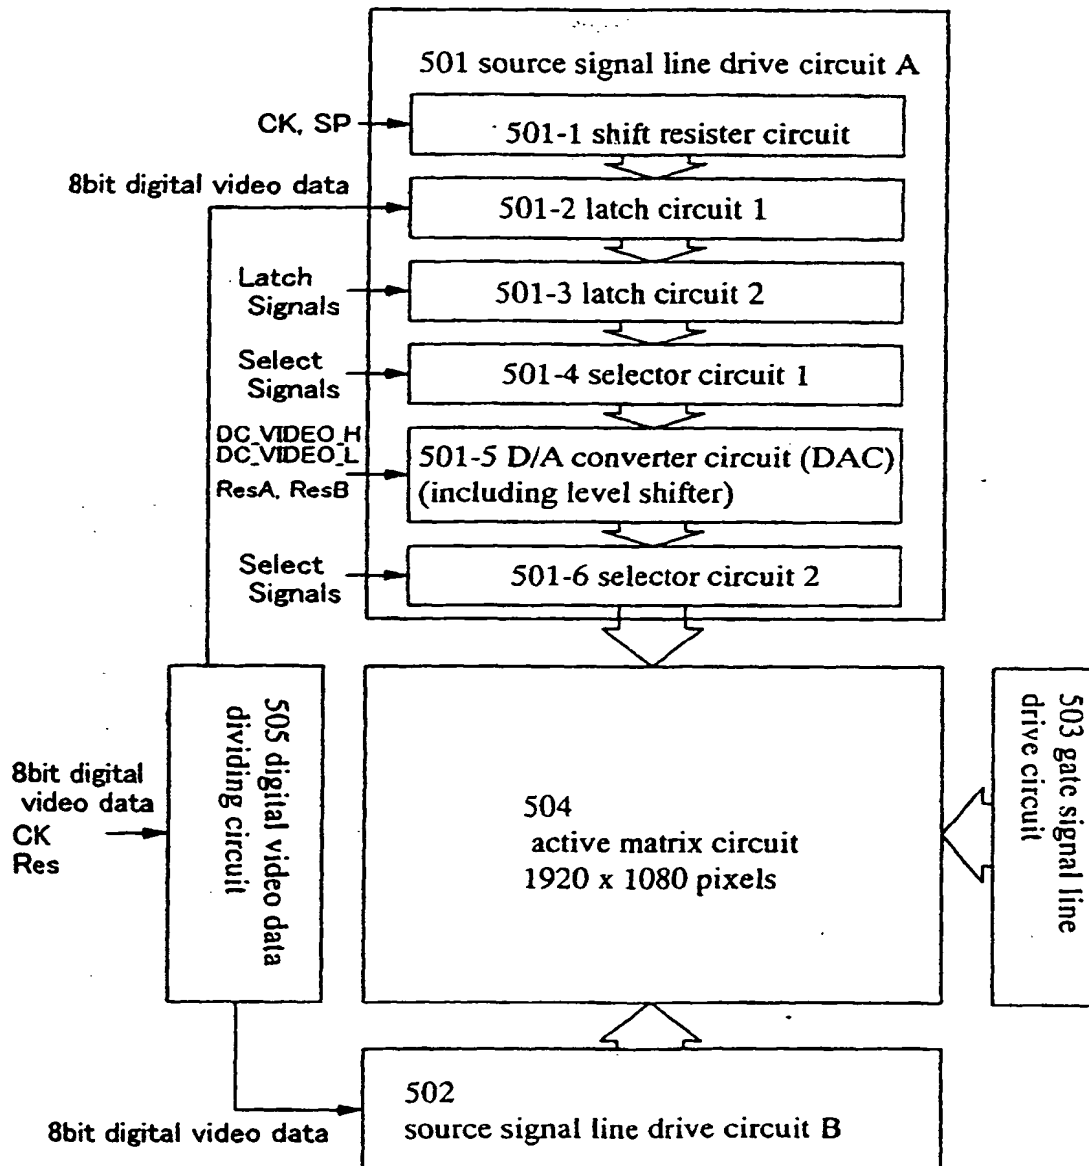 501 source signal line drive circuit A
CK, SP
501-1 shift resister circuit
8bit digital video data
501-2 latch circuit 1
Latch
Signals
501-3 latch circuit 2
Select
Signals
501-4 selector circuit 1
DC_VIDEO_H
DC_VIDEO_L
ResA, ResB
501-5 D/A converter circuit (DAC)
(including level shifter)
Select
Signals
501-6 selector circuit 2
8bit digital
video data
CK
Res
505 digital video data
dividing circuit
504
active matrix circuit
1920 x 1080 pixels
503 gate signal line
drive circuit
8bit digital video data
502
source signal line drive circuit B